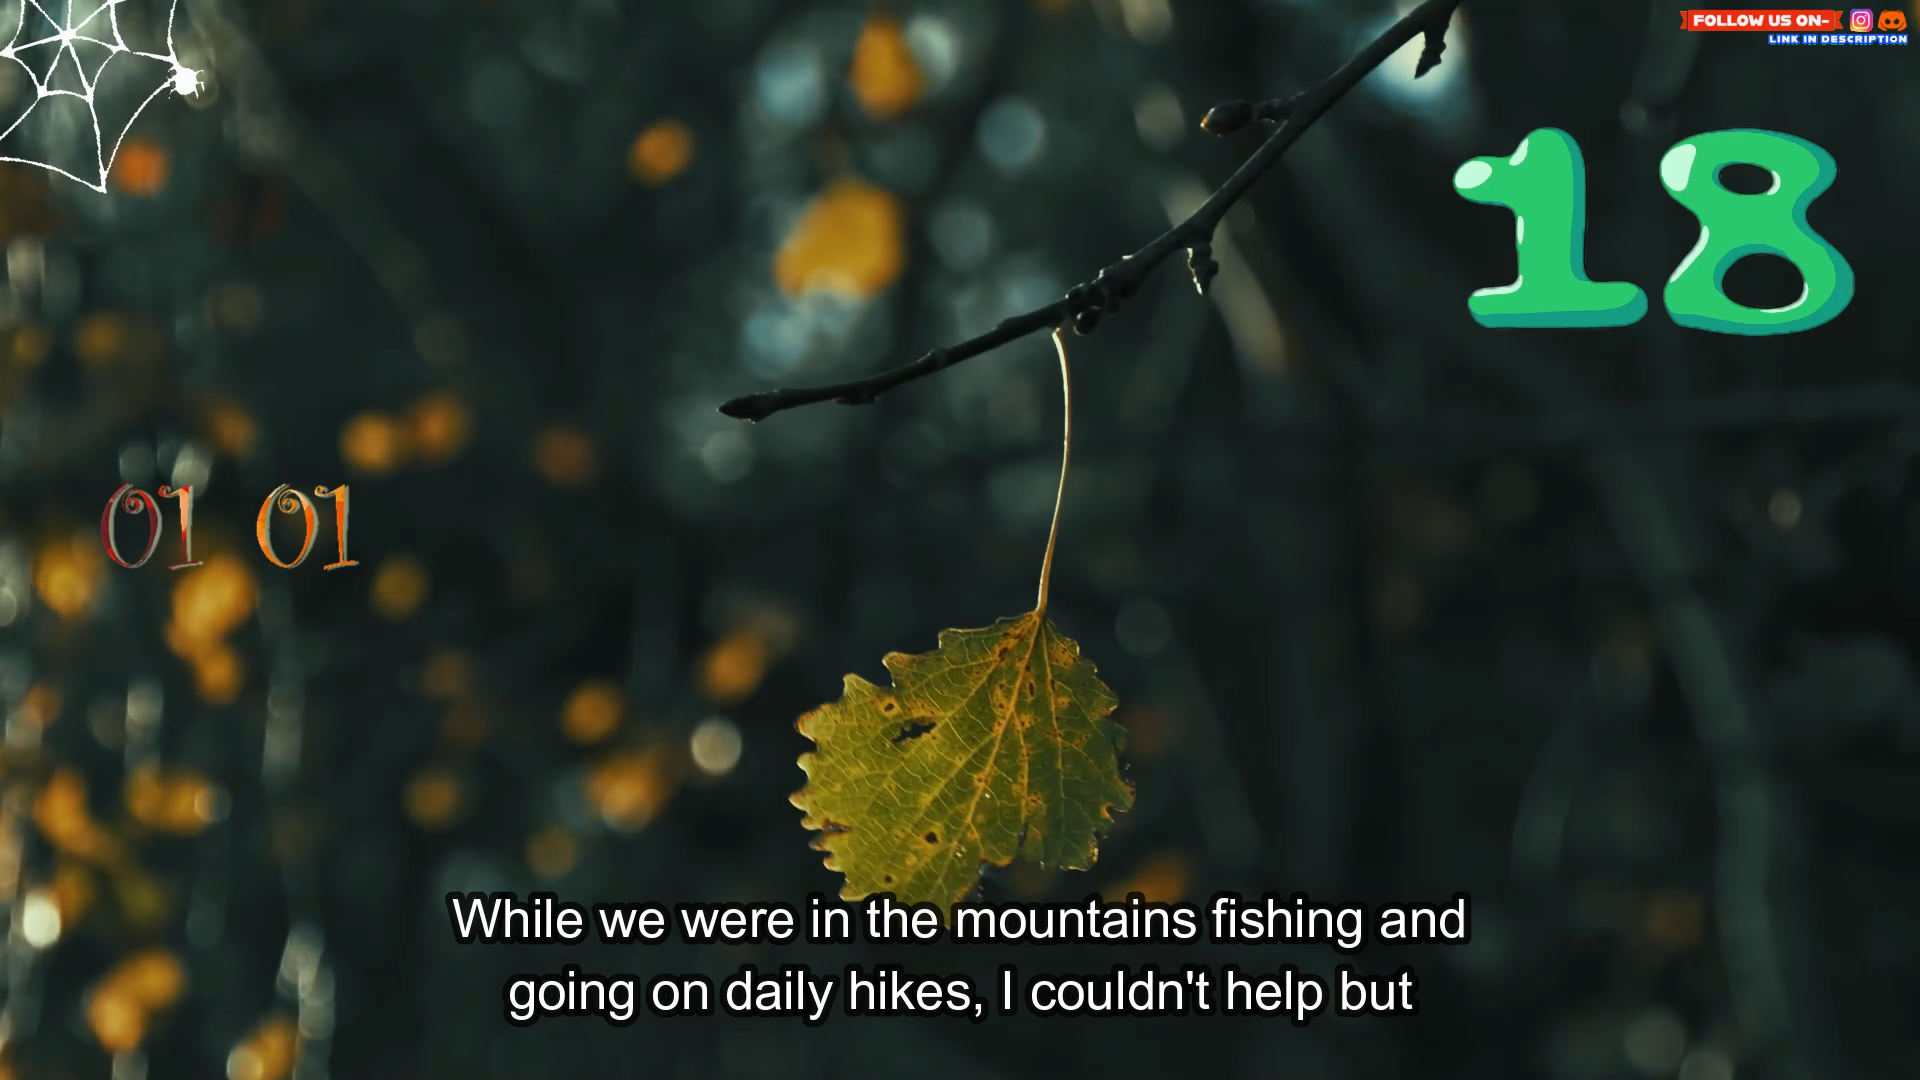 FOLLOW US ON-
LINK IN DESCRIPTION
18
01 01
While we were in the mountains fishing and
going on daily hikes, I couldn't help but